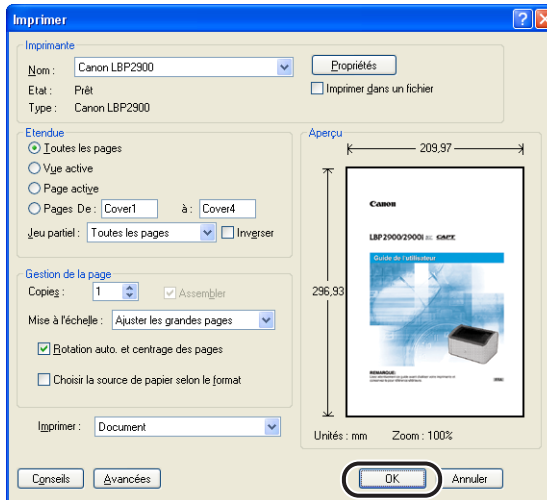 Imprimer
Imprimante
Nom : Canon LBP2900 Propriétés
Etat : Prêt Imprimer dans un fichier
Type : Canon LBP2900
Etendue
Toutes les pages
Vue active
Page active
Pages De : Cover1 à : Cover4
Jeu partiel : Toutes les pages Inverser
Gestion de la page
Copies : 1 Assembler
Mise à l'échelle : Ajuster les grandes pages
Rotation auto. et centrage des pages
Choisir la source de papier selon le format
Imprimer : Document
Aperçu
209,97
296,93
Canon
LBP2900/2900i CAPT
Guide de l'utilisateur
REMARQUE:
Unités : mm Zoom : 100%
Conseils Avancées OK Annuler